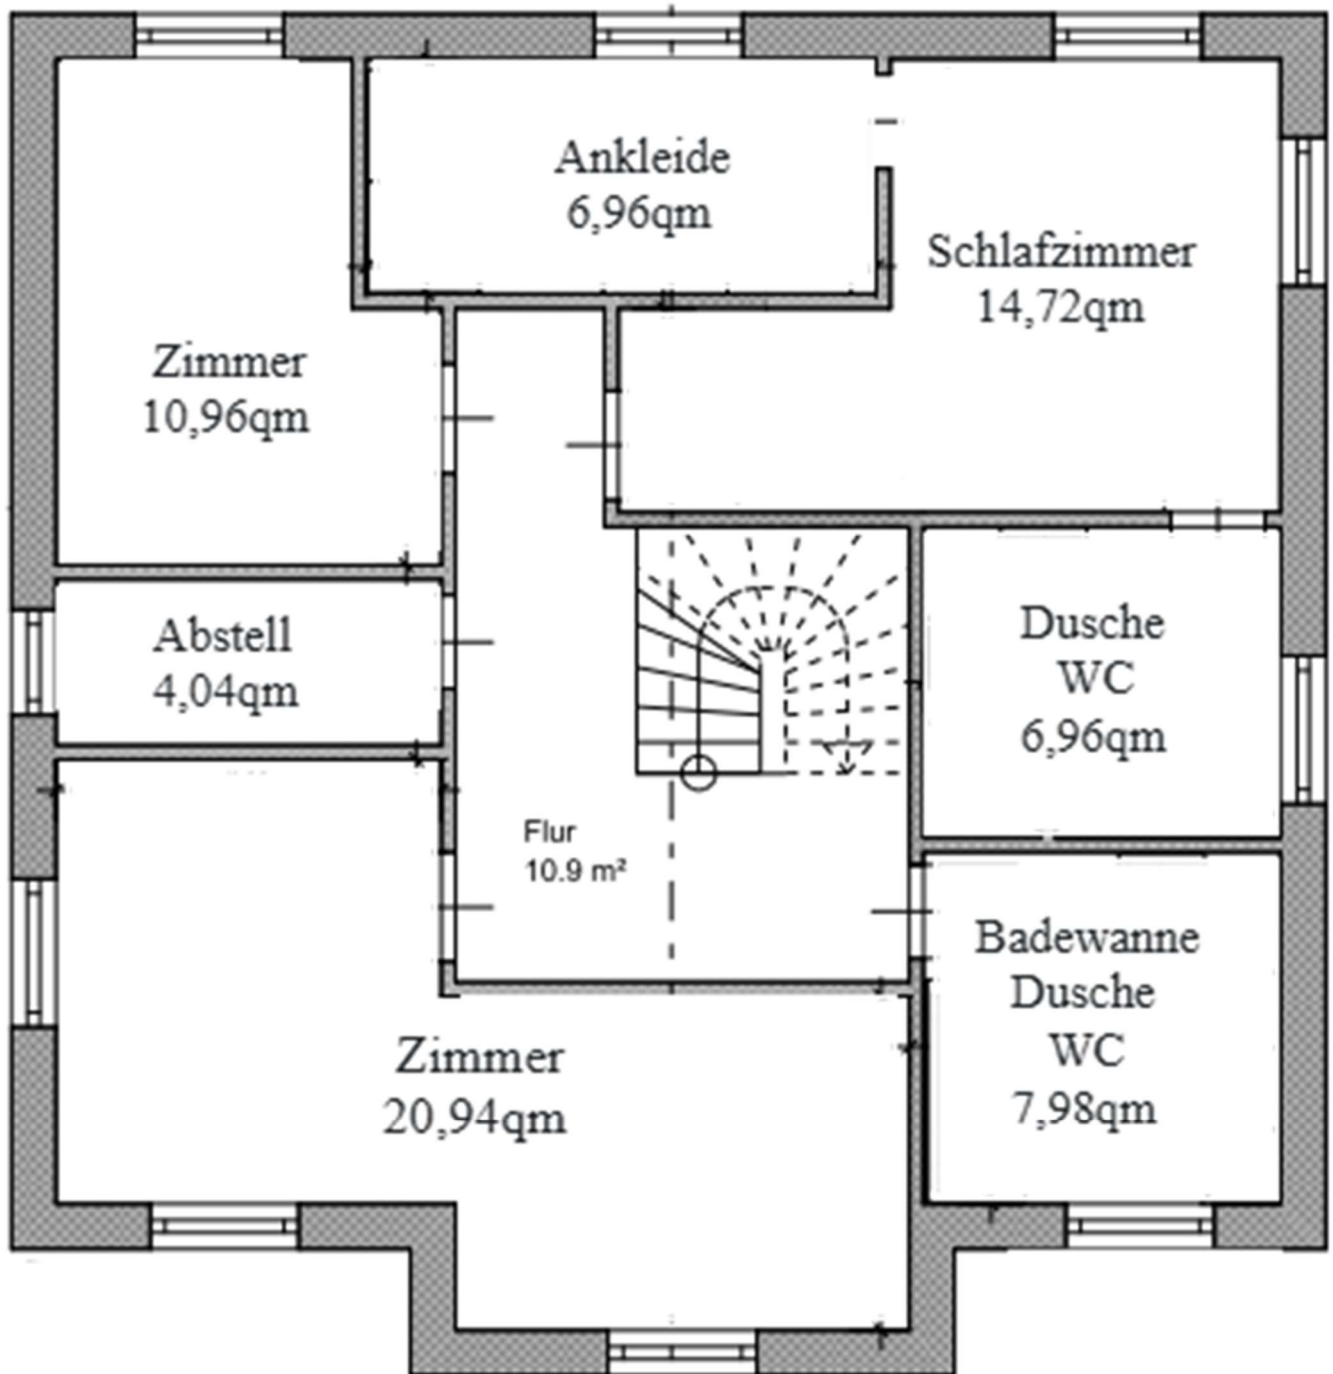 Ankleide
6,96qm
Schlafzimmer
14,72qm
Zimmer
10,96qm
Abstell
4,04qm
Dusche
WC
6,96qm
Flur
10.9 m²
Badewanne
Dusche
WC
7,98qm
Zimmer
20,94qm